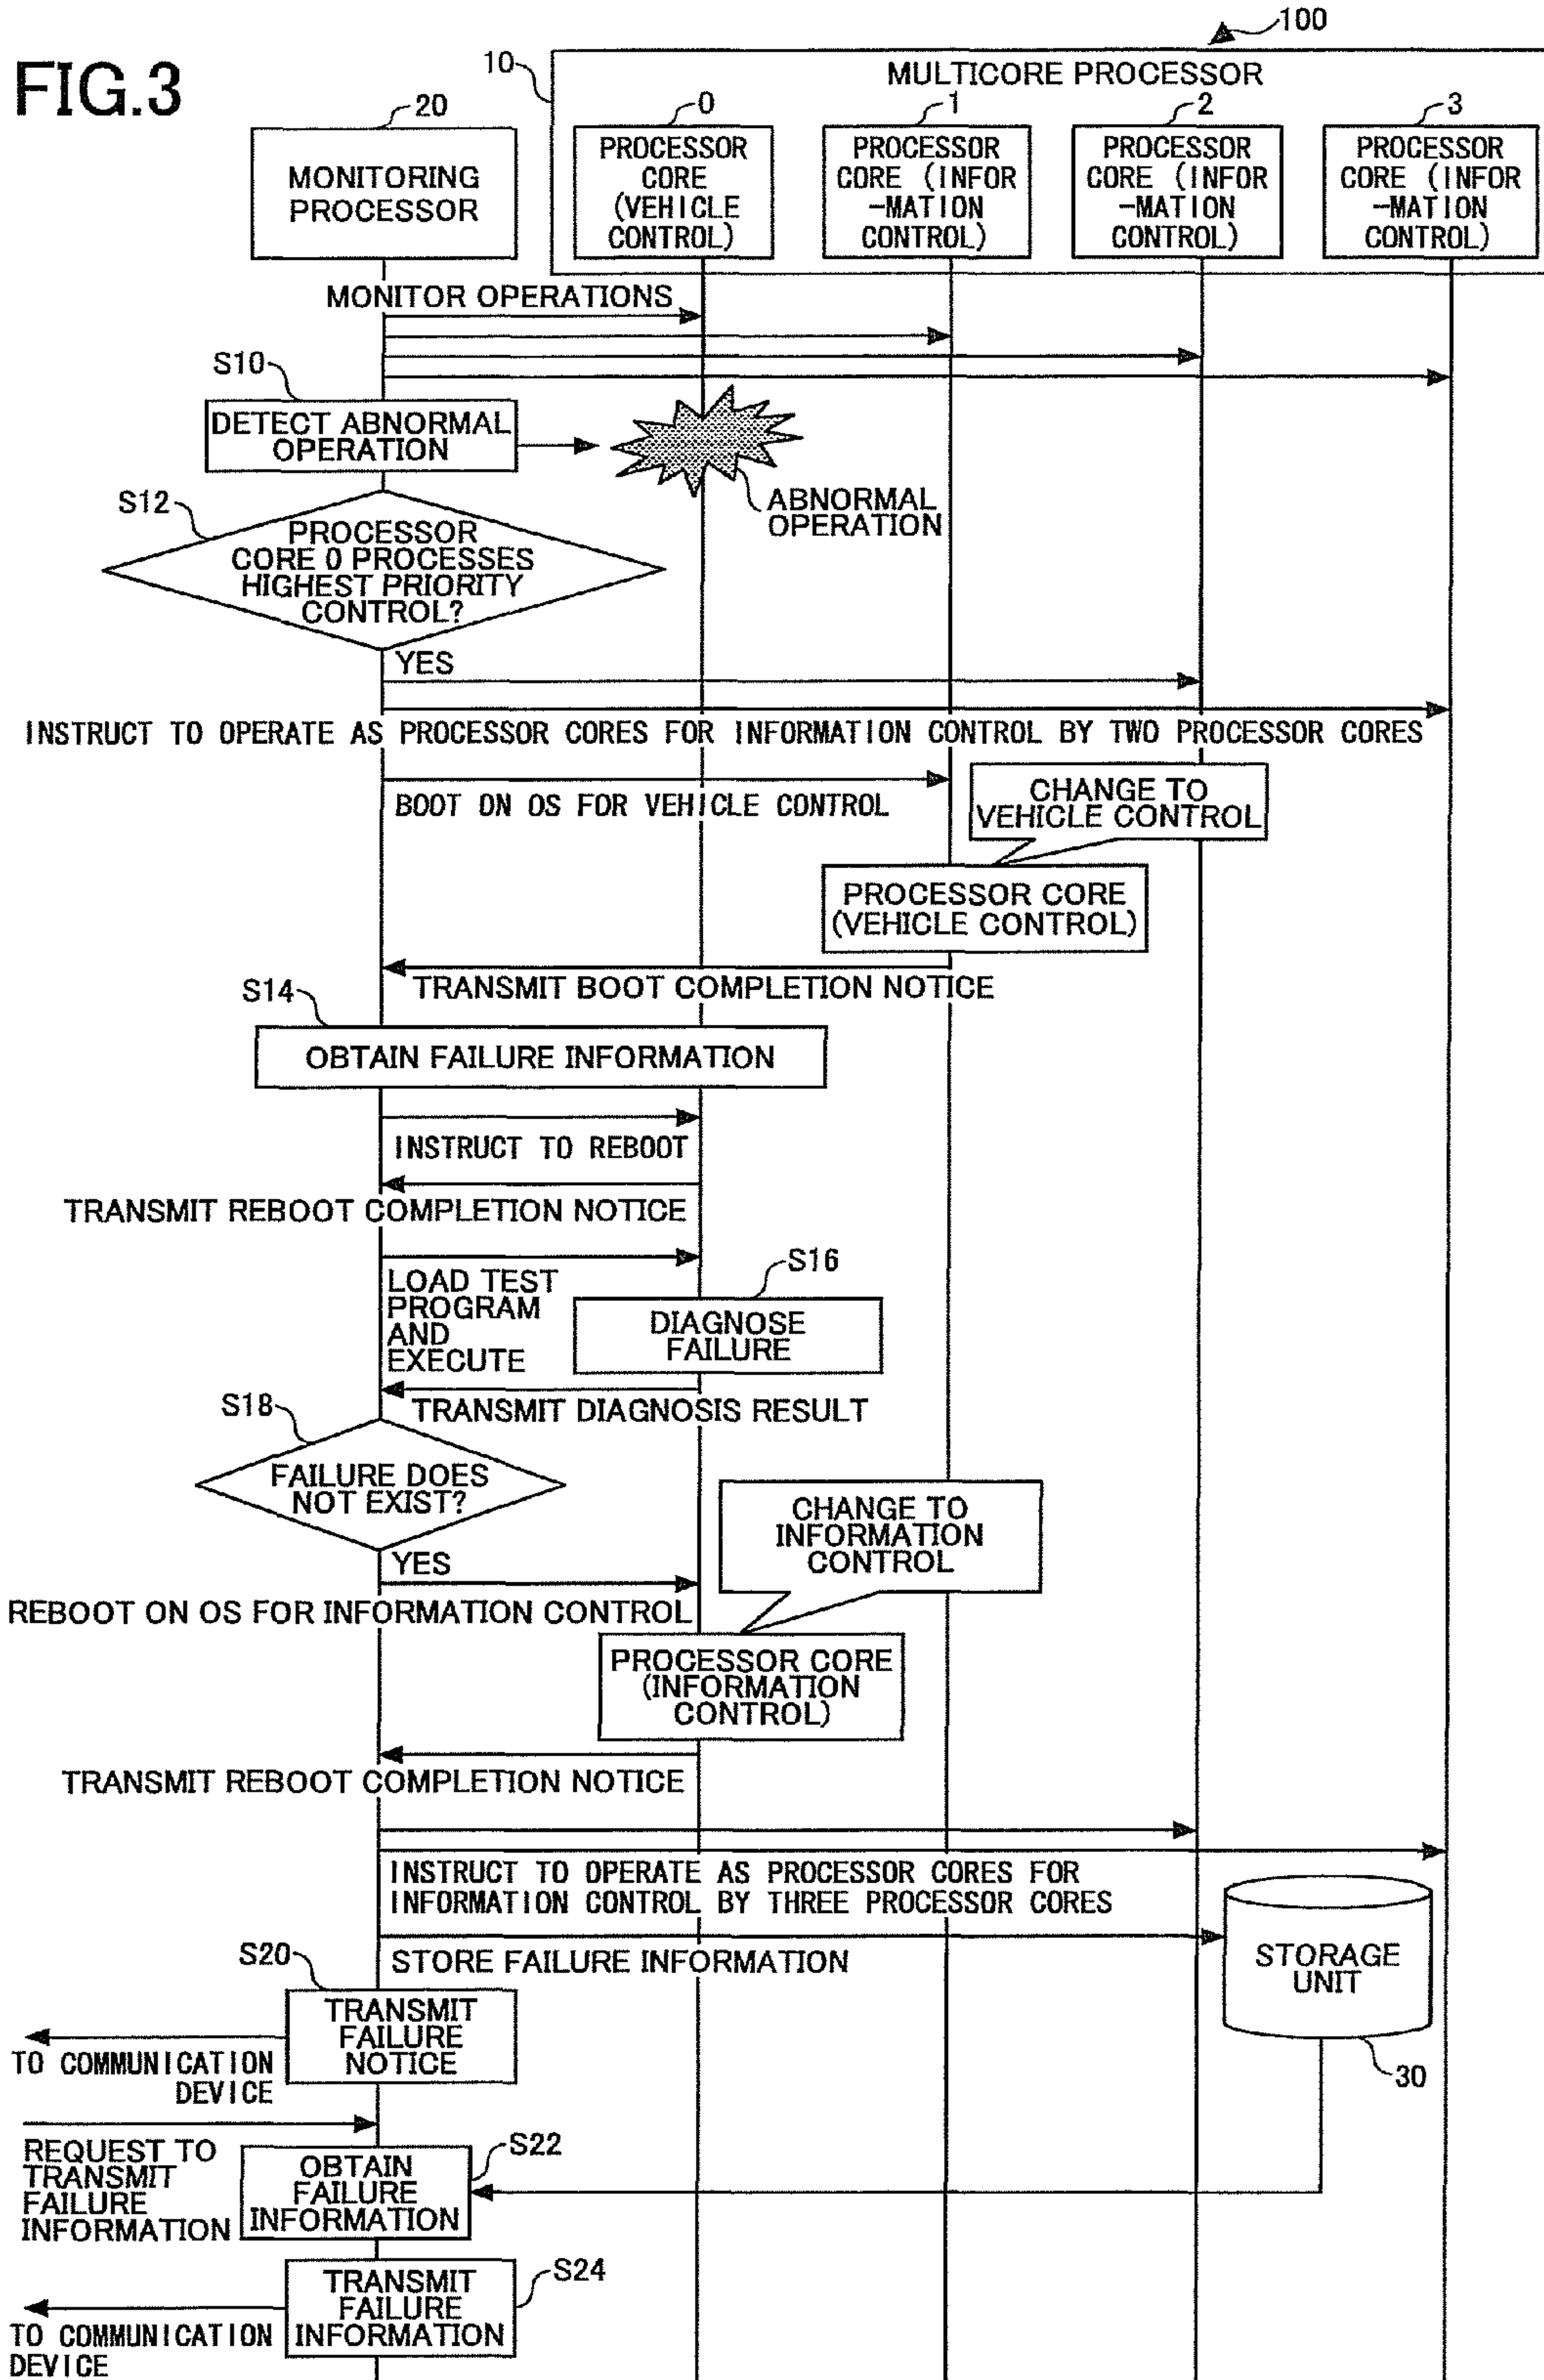 FIG.3
100
10
MULTICORE PROCESSOR
20
0
1
2
3
MONITORING
PROCESSOR
PROCESSOR
CORE
(VEHICLE
CONTROL)
PROCESSOR
CORE (INFOR
-MATION
CONTROL)
PROCESSOR
CORE (INFOR
-MATION
CONTROL)
PROCESSOR
CORE (INFOR
-MATION
CONTROL)
MONITOR OPERATIONS
S10
DETECT ABNORMAL
OPERATION
ABNORMAL
OPERATION
S12
PROCESSOR
CORE 0 PROCESSES
HIGHEST PRIORITY
CONTROL?
YES
INSTRUCT TO OPERATE AS PROCESSOR CORES FOR INFORMATION CONTROL BY TWO PROCESSOR CORES
BOOT ON OS FOR VEHICLE CONTROL
CHANGE TO
VEHICLE CONTROL
PROCESSOR CORE
(VEHICLE CONTROL)
TRANSMIT BOOT COMPLETION NOTICE
S14
OBTAIN FAILURE INFORMATION
INSTRUCT TO REBOOT
TRANSMIT REBOOT COMPLETION NOTICE
LOAD TEST
PROGRAM
AND
EXECUTE
S16
DIAGNOSE
FAILURE
TRANSMIT DIAGNOSIS RESULT
S18
FAILURE DOES
NOT EXIST?
YES
CHANGE TO
INFORMATION
CONTROL
REBOOT ON OS FOR INFORMATION CONTROL
PROCESSOR CORE
(INFORMATION
CONTROL)
TRANSMIT REBOOT COMPLETION NOTICE
INSTRUCT TO OPERATE AS PROCESSOR CORES FOR
INFORMATION CONTROL BY THREE PROCESSOR CORES
STORE FAILURE INFORMATION
STORAGE
UNIT
30
S20
TRANSMIT
FAILURE
NOTICE
TO COMMUNICATION
DEVICE
REQUEST TO
TRANSMIT
FAILURE
INFORMATION
S22
OBTAIN
FAILURE
INFORMATION
S24
TRANSMIT
FAILURE
INFORMATION
TO COMMUNICATION
DEVICE